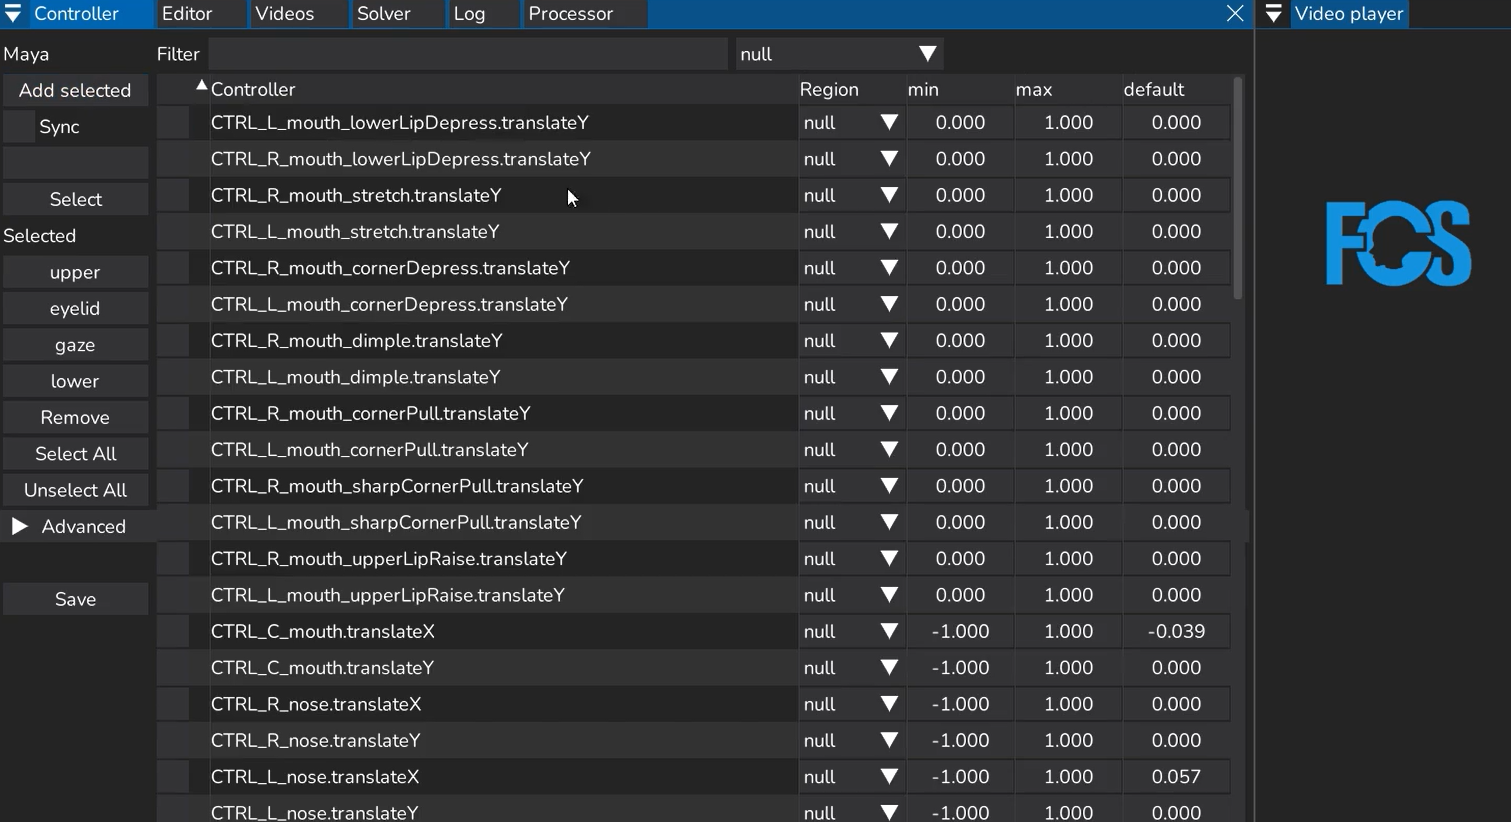 Controller Editor Videos Solver Log Processor Video player
Maya Filter null
Add selected Controller Region min max default
Sync CTRL_L_mouth_lowerLipDepress.translateY null 0.000 1.000 0.000
CTRL_R_mouth_lowerLipDepress.translateY null 0.000 1.000 0.000
Select CTRL_R_mouth_stretch.translateY null 0.000 1.000 0.000
Selected CTRL_L_mouth_stretch.translateY null 0.000 1.000 0.000
upper CTRL_R_mouth_cornerDepress.translateY null 0.000 1.000 0.000
eyelid CTRL_L_mouth_cornerDepress.translateY null 0.000 1.000 0.000
gaze CTRL_R_mouth_dimple.translateY null 0.000 1.000 0.000
lower CTRL_L_mouth_dimple.translateY null 0.000 1.000 0.000
Remove CTRL_R_mouth_cornerPull.translateY null 0.000 1.000 0.000
Select All CTRL_L_mouth_cornerPull.translateY null 0.000 1.000 0.000
Unselect All CTRL_R_mouth_sharpCornerPull.translateY null 0.000 1.000 0.000
Advanced CTRL_L_mouth_sharpCornerPull.translateY null 0.000 1.000 0.000
CTRL_R_mouth_upperLipRaise.translateY null 0.000 1.000 0.000
Save CTRL_L_mouth_upperLipRaise.translateY null 0.000 1.000 0.000
CTRL_C_mouth.translateX null -1.000 1.000 -0.039
CTRL_C_mouth.translateY null -1.000 1.000 0.000
CTRL_R_nose.translateX null -1.000 1.000 0.000
CTRL_R_nose.translateY null -1.000 1.000 0.000
CTRL_L_nose.translateX null -1.000 1.000 0.057
CTRL_L_nose.translateY null -1.000 1.000 0.000
FCS